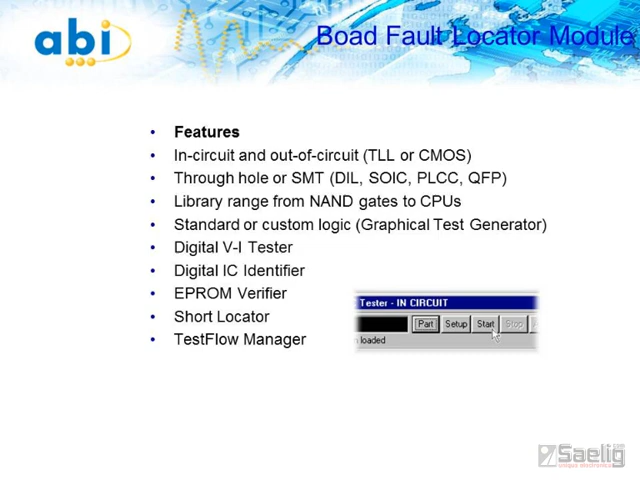 abi
Boad Fault Locator Module
• Features
• In-circuit and out-of-circuit (TLL or CMOS)
• Through hole or SMT (DIL, SOIC, PLCC, QFP)
• Library range from NAND gates to CPUs
• Standard or custom logic (Graphical Test Generator)
• Digital V-I Tester
• Digital IC Identifier
• EPROM Verifier
• Short Locator
• TestFlow Manager
Tester - IN CIRCUIT
Part Setup Start Stop
loaded
Saelig
unique electronics